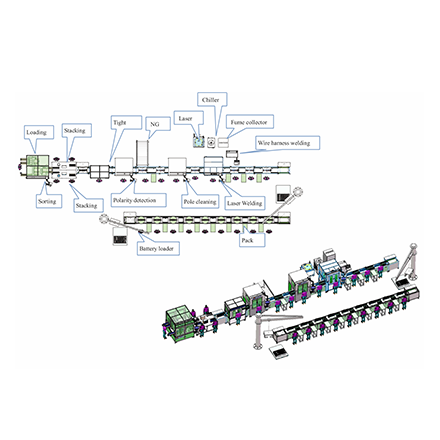 Chiller
Laser
Fume collector
Tight
NG
Stacking
Loading
Wire harness welding
Sorting
Stacking
Polarity detection
Pole cleaning
Laser Welding
Battery loader
Pack